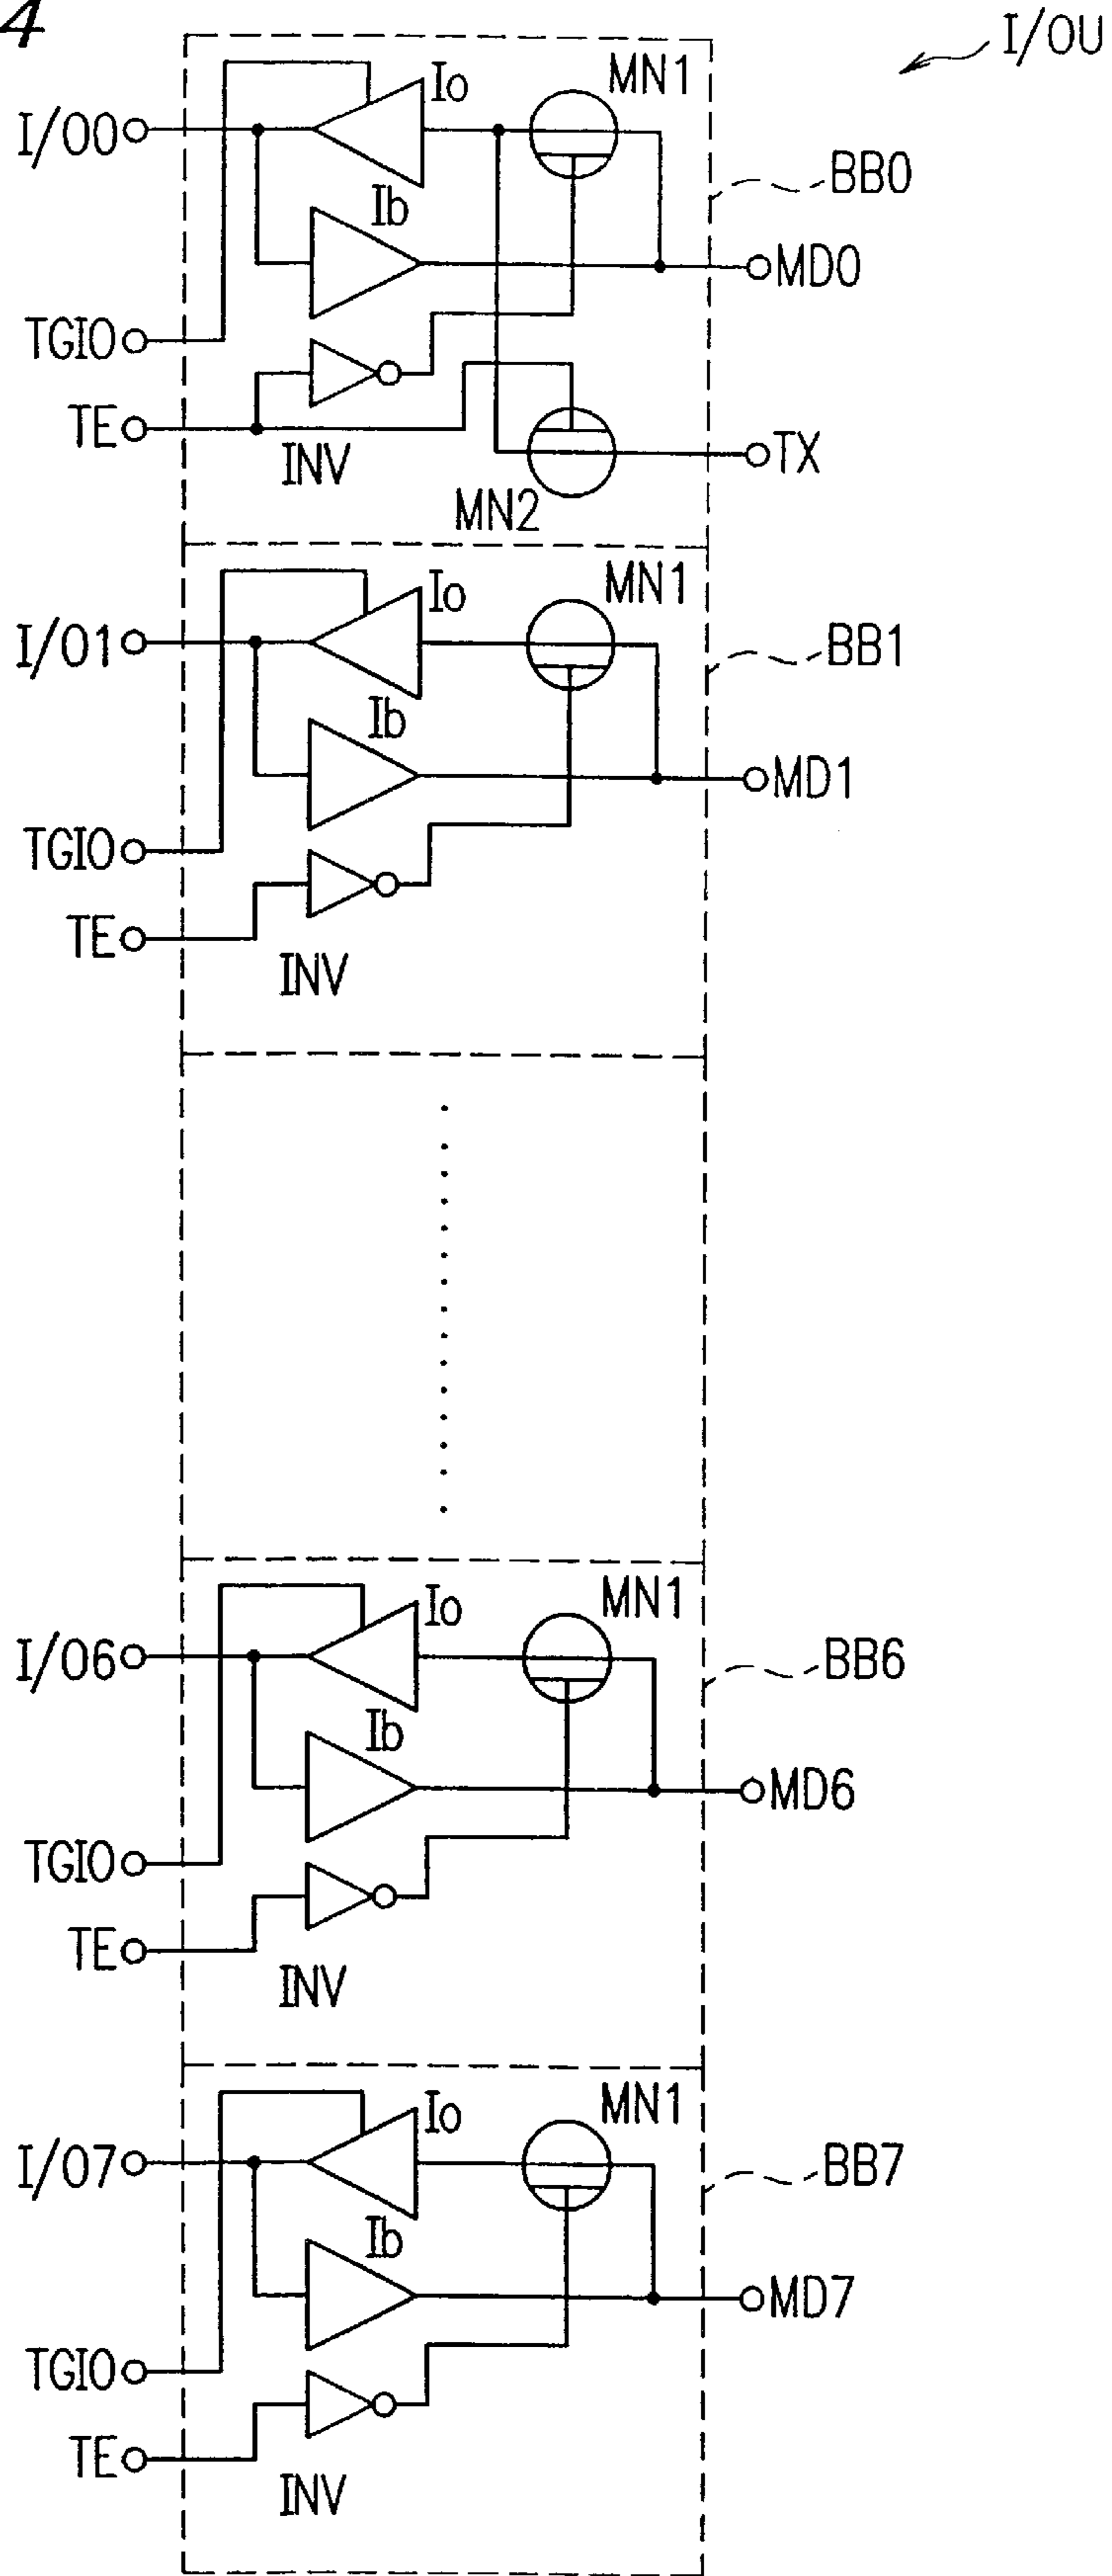 4
I/OU
MN1
Io
I/O0
BB0
Ib
MD0
TGIO
TE
INV
TX
MN2
MN1
Io
I/O1
BB1
Ib
MD1
TGIO
TE
INV
MN1
Io
I/O6
BB6
Ib
MD6
TGIO
TE
INV
MN1
Io
I/O7
BB7
Ib
MD7
TGIO
TE
INV